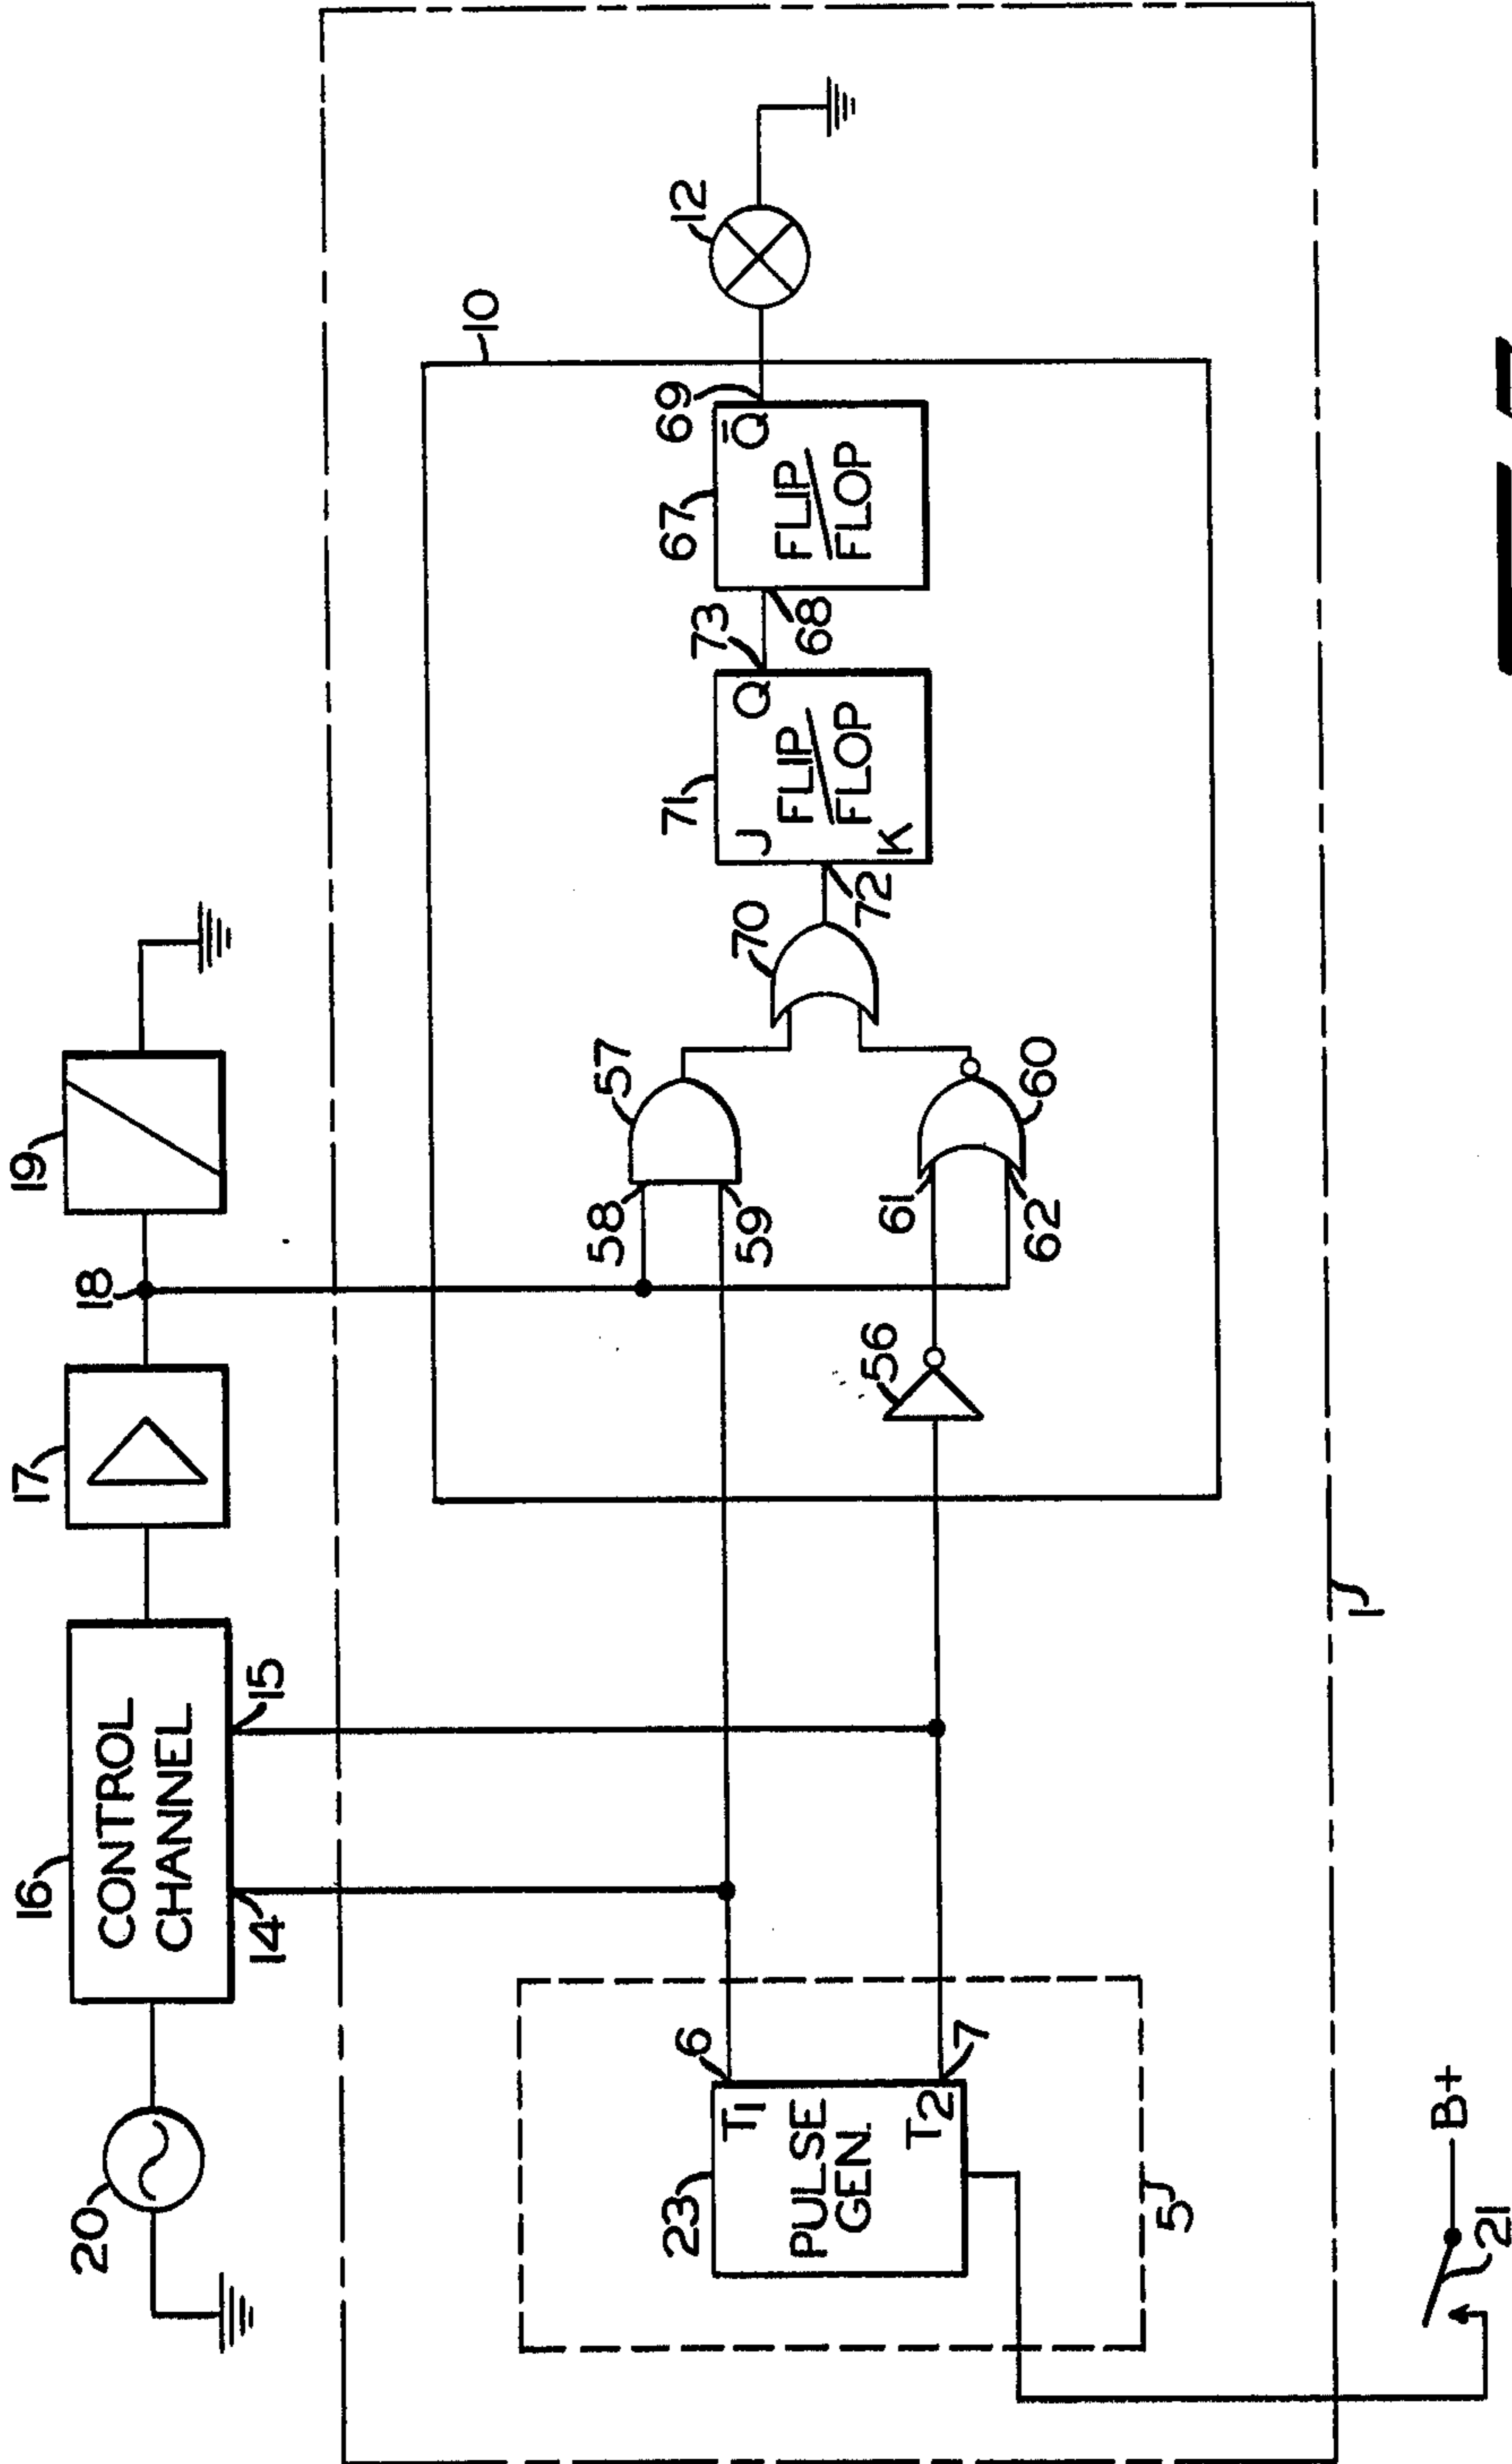 20
16
CONTROL
CHANNEL
14
15
17
18
19
23
T1
PULSE
GEN.
T2
6
7
5
10
56
58
59
57
61
62
60
70
72
71
J
K
Q
FLIP/
FLOP
73
68
67
Q̄
FLIP/
FLOP
69
12
1
21
B+